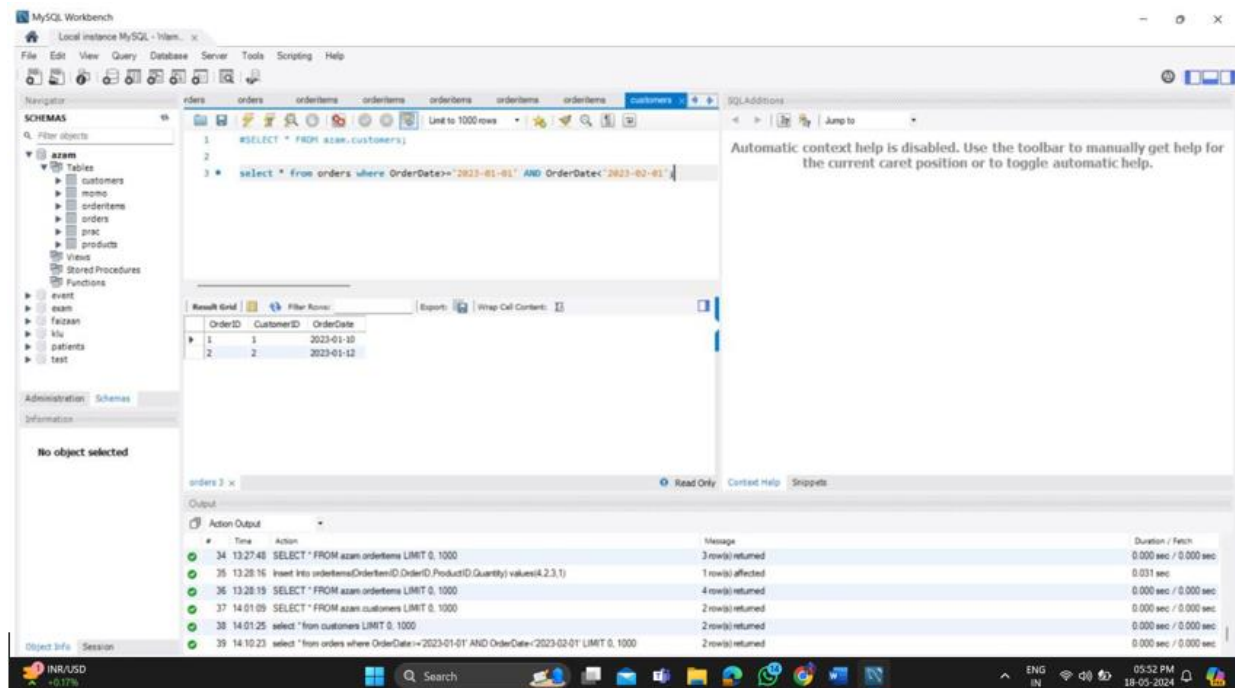 MySQL Workbench
Local instance MySQL - Wam...
File Edit View Query Database Server Tools Scripting Help
Navigator
SCHEMAS
Filter objects
azam
Tables
customers
momo
orderitems
orders
prac
products
Views
Stored Procedures
Functions
event
exam
faizaan
klu
patients
test
Administration Schemas
Information
No object selected
Object Info Session
rders orders orderitems orderitems orderitems orderitems orderitems customers
Limit to 1000 rows
1 #SELECT * FROM azam.customers;
2
3 select * from orders where OrderDate>='2023-01-01' AND OrderDate<'2023-02-01';
Result Grid Filter Rows: Export: Wrap Cell Content:
OrderID CustomerID OrderDate
1 1 2023-01-10
2 2 2023-01-12
orders 3 Read Only
SQLAdditions
Jump to
Automatic context help is disabled. Use the toolbar to manually get help for
the current caret position or to toggle automatic help.
Context Help Snippets
Output
Action Output
# Time Action Message Duration / Fetch
34 13:27:48 SELECT * FROM azam.orderitems LIMIT 0, 1000 3 row(s) returned 0.000 sec / 0.000 sec
35 13:28:16 insert into orderitems(OrderItemID,OrderID,ProductID,Quantity) values(4,2,3,1) 1 row(s) affected 0.031 sec
36 13:28:19 SELECT * FROM azam.orderitems LIMIT 0, 1000 4 row(s) returned 0.000 sec / 0.000 sec
37 14:01:09 SELECT * FROM azam.customers LIMIT 0, 1000 2 row(s) returned 0.000 sec / 0.000 sec
38 14:01:25 select * from customers LIMIT 0, 1000 2 row(s) returned 0.000 sec / 0.000 sec
39 14:10:23 select * from orders where OrderDate>='2023-01-01' AND OrderDate<'2023-02-01' LIMIT 0, 1000 2 row(s) returned 0.000 sec / 0.000 sec
INR/USD
+0.17%
Search
ENG
IN
05:52 PM
18-05-2024